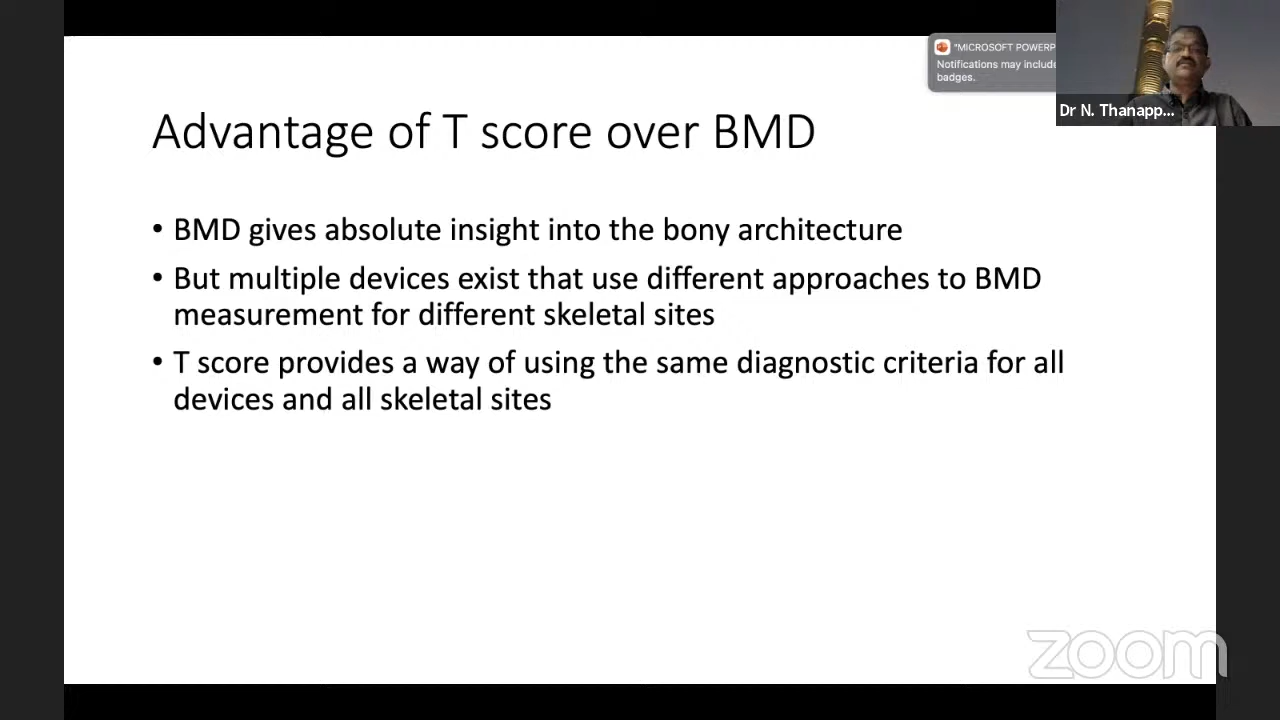 "MICROSOFT POWERP
Notifications may include
badges.
Dr N. Thanapp...
Advantage of T score over BMD
• BMD gives absolute insight into the bony architecture
• But multiple devices exist that use different approaches to BMD
measurement for different skeletal sites
• T score provides a way of using the same diagnostic criteria for all
devices and all skeletal sites
zoom